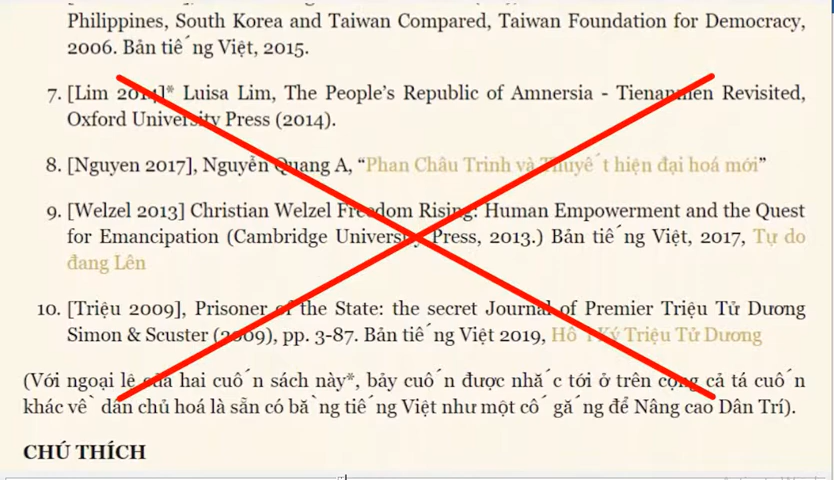 Philippines, South Korea and Taiwan Compared, Taiwan Foundation for Democracy,
2006. Bản tiếng Việt, 2015.
7. [Lim 2014]* Luisa Lim, The People’s Republic of Amnersia - Tienanmen Revisited,
Oxford University Press (2014).
8. [Nguyen 2017], Nguyễn Quang A, “Phan Châu Trinh và Thuyết hiện đại hoá mới”
9. [Welzel 2013] Christian Welzel Freedom Rising: Human Empowerment and the Quest
for Emancipation (Cambridge University Press, 2013.) Bản tiếng Việt, 2017, Tự do
đang Lên
10. [Triệu 2009], Prisoner of the State: the secret Journal of Premier Triệu Tử Dương
Simon & Scuster (2009), pp. 3-87. Bản tiếng Việt 2019, Hồi Ký Triệu Tử Dương
(Với ngoại lệ của hai cuốn sách này*, bảy cuốn được nhắc tới ở trên cộng cả tá cuốn
khác về dân chủ hoá là sẵn có bằng tiếng Việt như một cố gắng để Nâng cao Dân Trí).
CHÚ THÍCH